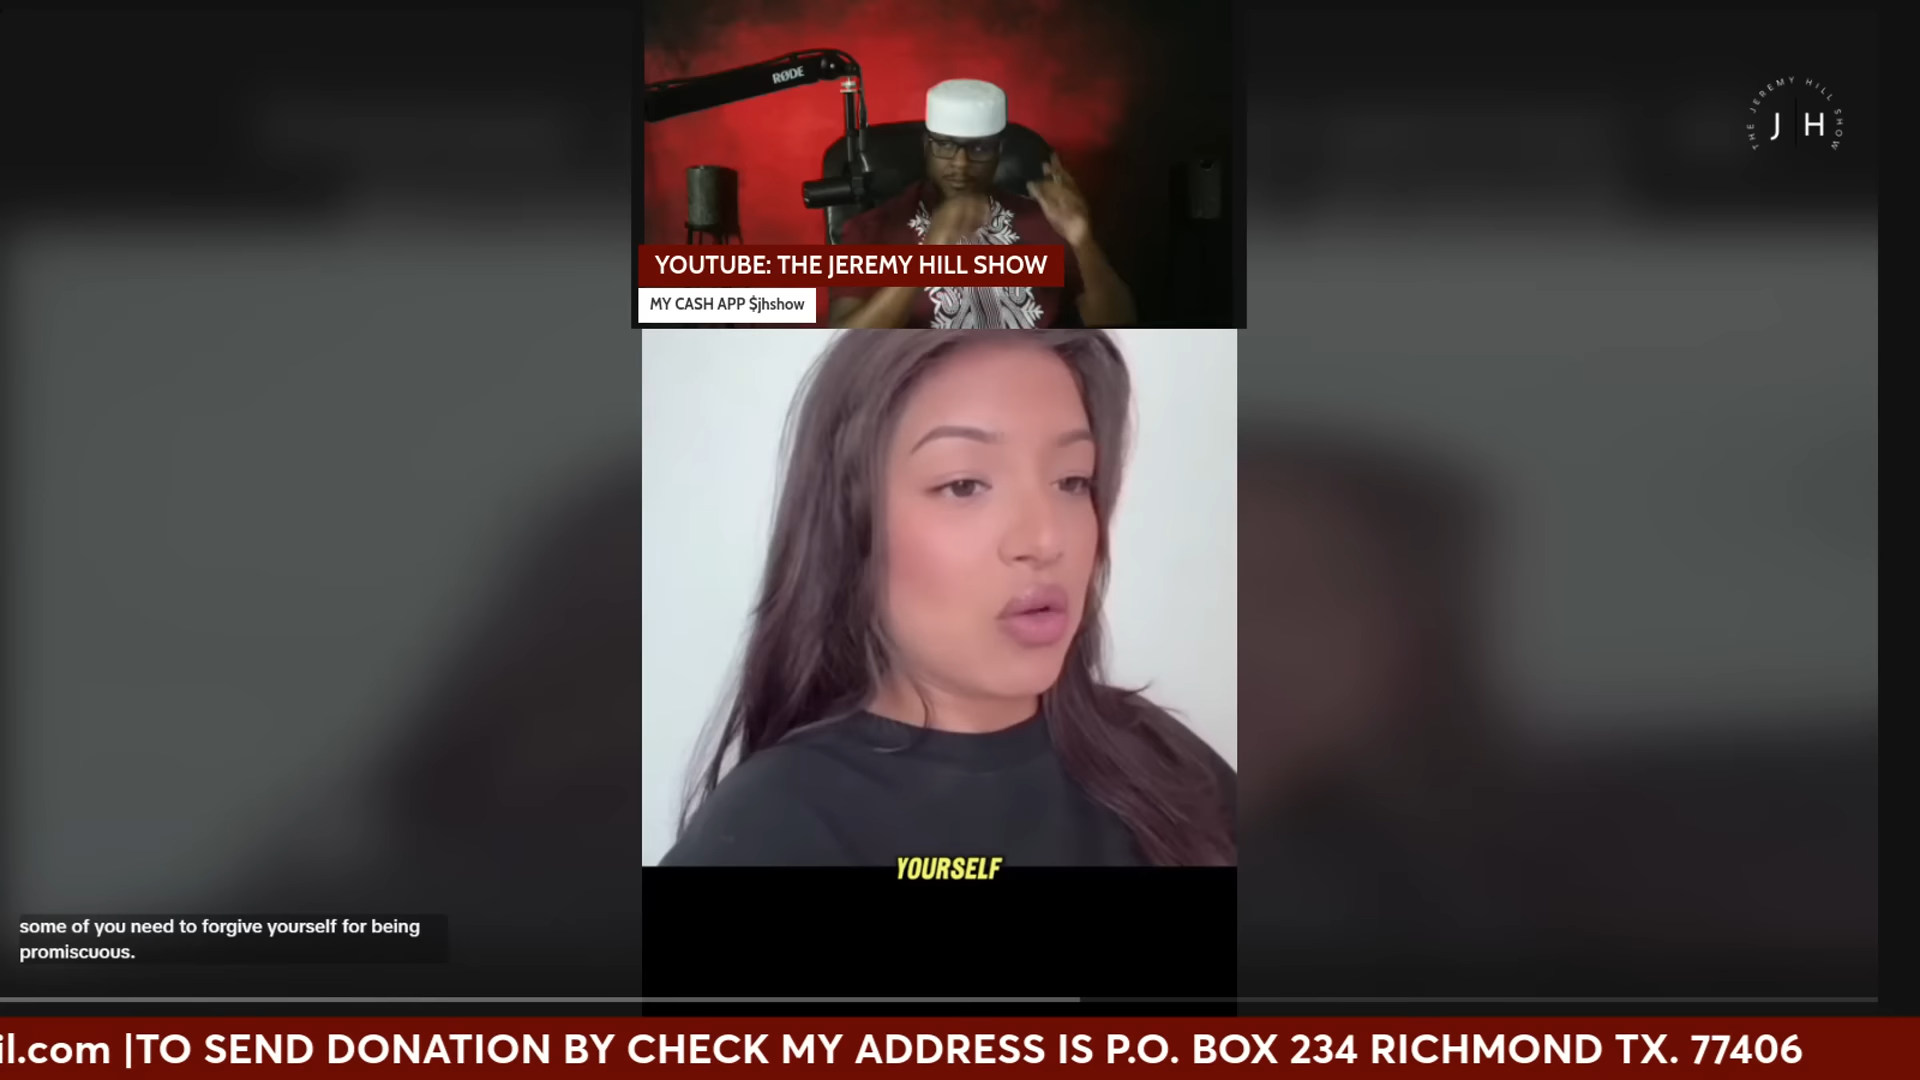 RØDE
THE JEREMY HILL SHOW
J H
YOUTUBE: THE JEREMY HILL SHOW
MY CASH APP $jhshow
YOURSELF
some of you need to forgive yourself for being
promiscuous.
il.com |TO SEND DONATION BY CHECK MY ADDRESS IS P.O. BOX 234 RICHMOND TX. 77406